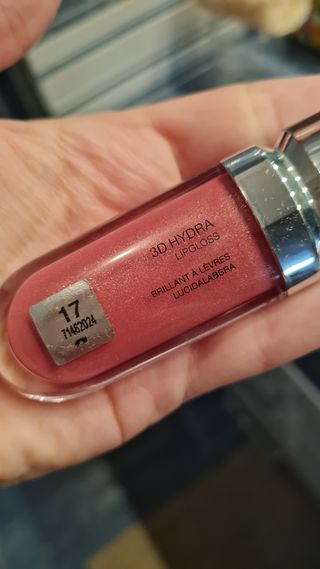 3D HYDRA
LIPGLOSS
BRILLANT À LÈVRES
LUCIDALABBRA
17
71462024